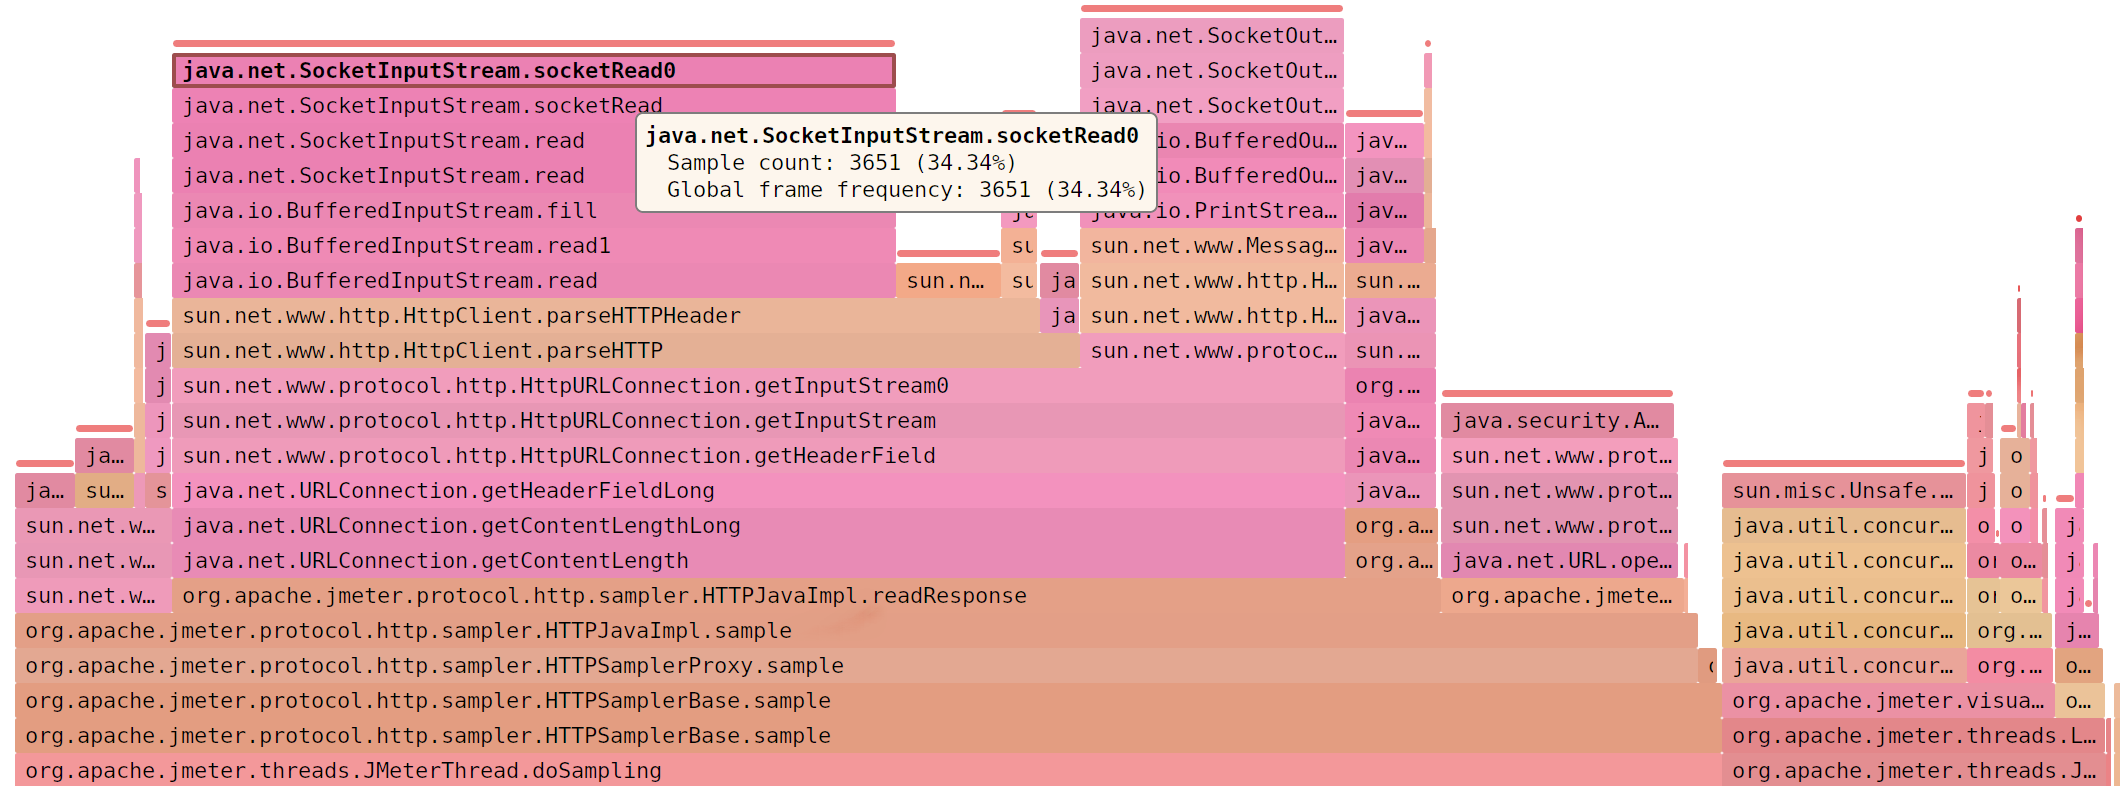 java.net.SocketOut…
java.net.SocketInputStream.socketRead0 java.net.SocketOut…
java.net.SocketInputStream.socketRead java.net.SocketOut…
java.net.SocketInputStream.socketRead0
Sample count: 3651 (34.34%)
Global frame frequency: 3651 (34.34%)
java.net.SocketInputStream.read io.BufferedOu… jav…
java.net.SocketInputStream.read io.BufferedOu… jav…
java.io.BufferedInputStream.fill ja java.io.PrintStrea… jav…
java.io.BufferedInputStream.read1 su sun.net.www.Messag… jav…
java.io.BufferedInputStream.read sun.n… su ja sun.net.www.http.H… sun.…
sun.net.www.http.HttpClient.parseHTTPHeader ja sun.net.www.http.H… java…
j sun.net.www.http.HttpClient.parseHTTP sun.net.www.protoc… sun.…
j sun.net.www.protocol.http.HttpURLConnection.getInputStream0 org.…
j sun.net.www.protocol.http.HttpURLConnection.getInputStream java… java.security.A…
ja… j sun.net.www.protocol.http.HttpURLConnection.getHeaderField java… sun.net.www.prot… j o
ja… su… s java.net.URLConnection.getHeaderFieldLong java… sun.net.www.prot… sun.misc.Unsafe.… j o
sun.net.w… java.net.URLConnection.getContentLengthLong org.a… sun.net.www.prot… java.util.concur… o o j
sun.net.w… java.net.URLConnection.getContentLength org.a… java.net.URL.ope… java.util.concur… or o… j
sun.net.w… org.apache.jmeter.protocol.http.sampler.HTTPJavaImpl.readResponse org.apache.jmete… java.util.concur… or o… j
org.apache.jmeter.protocol.http.sampler.HTTPJavaImpl.sample java.util.concur… org.… j…
org.apache.jmeter.protocol.http.sampler.HTTPSamplerProxy.sample java.util.concur… org.… o…
org.apache.jmeter.protocol.http.sampler.HTTPSamplerBase.sample org.apache.jmeter.visua… o…
org.apache.jmeter.protocol.http.sampler.HTTPSamplerBase.sample org.apache.jmeter.threads.L…
org.apache.jmeter.threads.JMeterThread.doSampling org.apache.jmeter.threads.J…